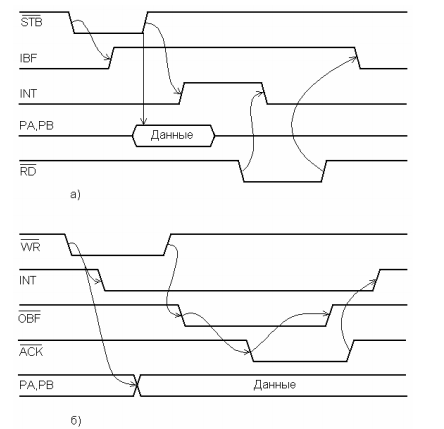 STB
IBF
INT
PA,PB
Данные
RD
а)
WR
INT
OBF
ACK
PA,PB
Данные
б)